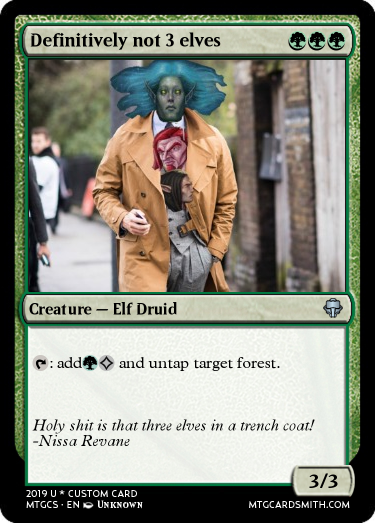 Definitively not 3 elves
Creature — Elf Druid
: add and untap target forest.
Holy shit is that three elves in a trench coat!
-Nissa Revane
3/3
2019 U * CUSTOM CARD
MTGCS · EN UNKNOWN
MTGCARDSMITH.COM